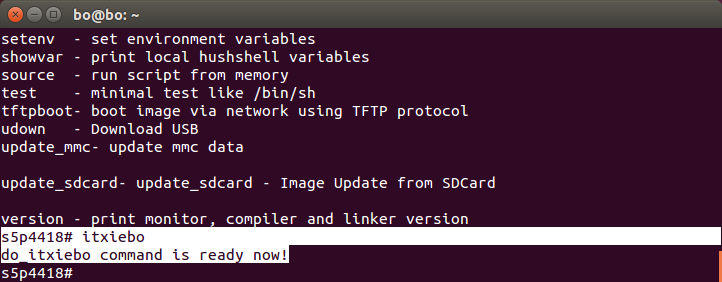 bo@bo: ~
setenv  - set environment variables
showvar - print local hushshell variables
source  - run script from memory
test    - minimal test like /bin/sh
tftpboot- boot image via network using TFTP protocol
udown   - Download USB
update_mmc- update mmc data
update_sdcard- update_sdcard - Image Update from SDCard
version - print monitor, compiler and linker version
s5p4418# itxiebo
do_itxiebo command is ready now!
s5p4418#